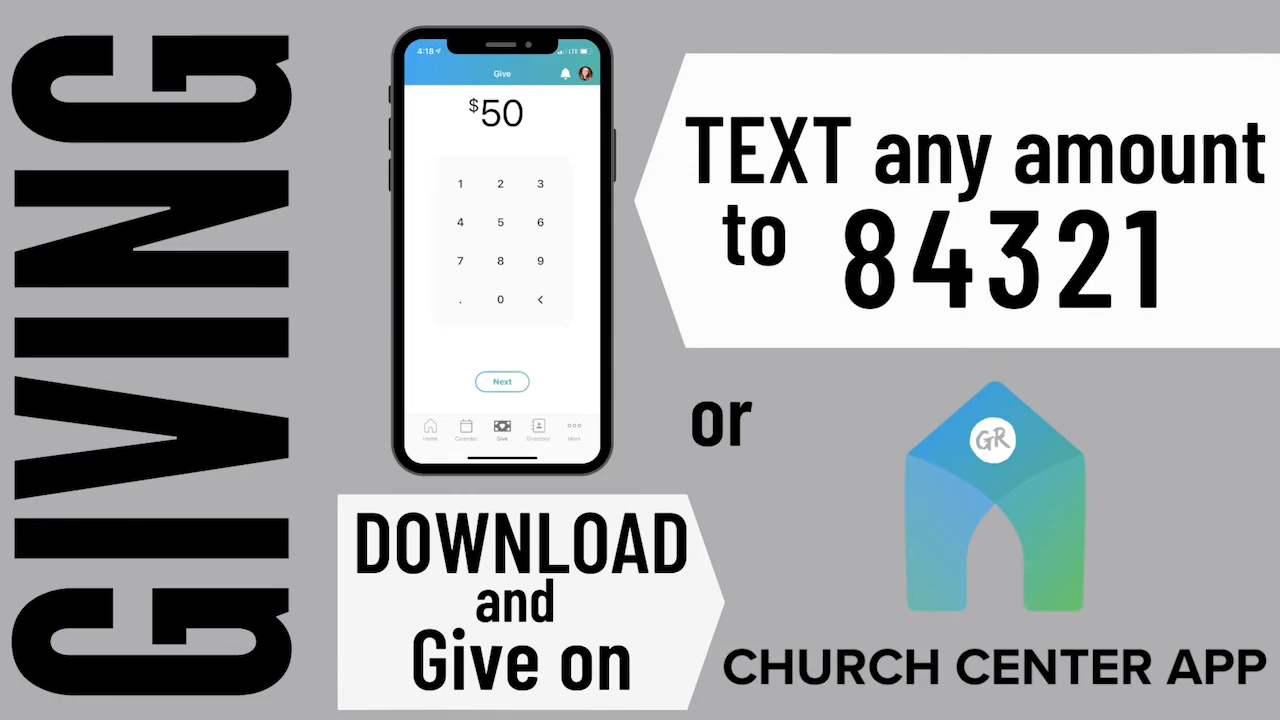 GIVING
4:18
LTE
Give
$50
1 2 3
4 5 6
7 8 9
. 0 <
Next
Home Calendar Give Directory More
TEXT any amount
to 84321
or
DOWNLOAD
and
Give on
GR
CHURCH CENTER APP